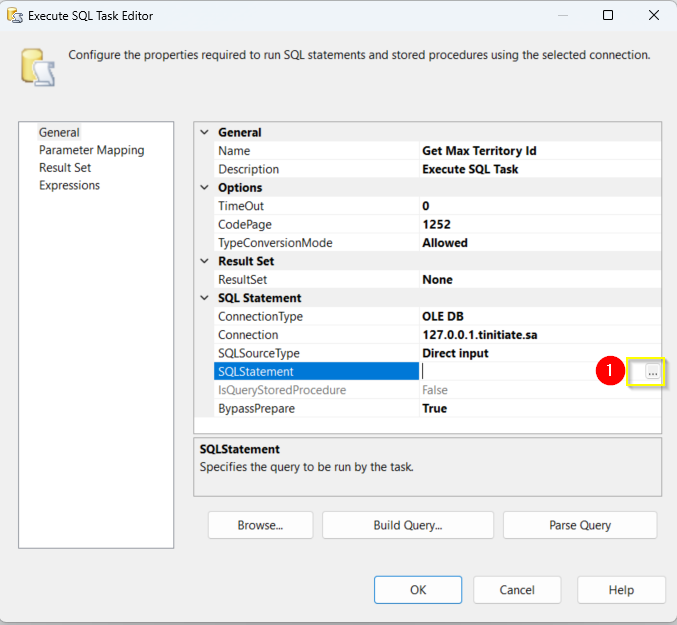 Execute SQL Task Editor
Configure the properties required to run SQL statements and stored procedures using the selected connection.
General
Parameter Mapping
Result Set
Expressions
General
Name Get Max Territory Id
Description Execute SQL Task
Options
TimeOut 0
CodePage 1252
TypeConversionMode Allowed
Result Set
ResultSet None
SQL Statement
ConnectionType OLE DB
Connection 127.0.0.1.tinitiate.sa
SQLSourceType Direct input
SQLStatement 1 ...
IsQueryStoredProcedure False
BypassPrepare True
SQLStatement
Specifies the query to be run by the task.
Browse... Build Query... Parse Query
OK Cancel Help